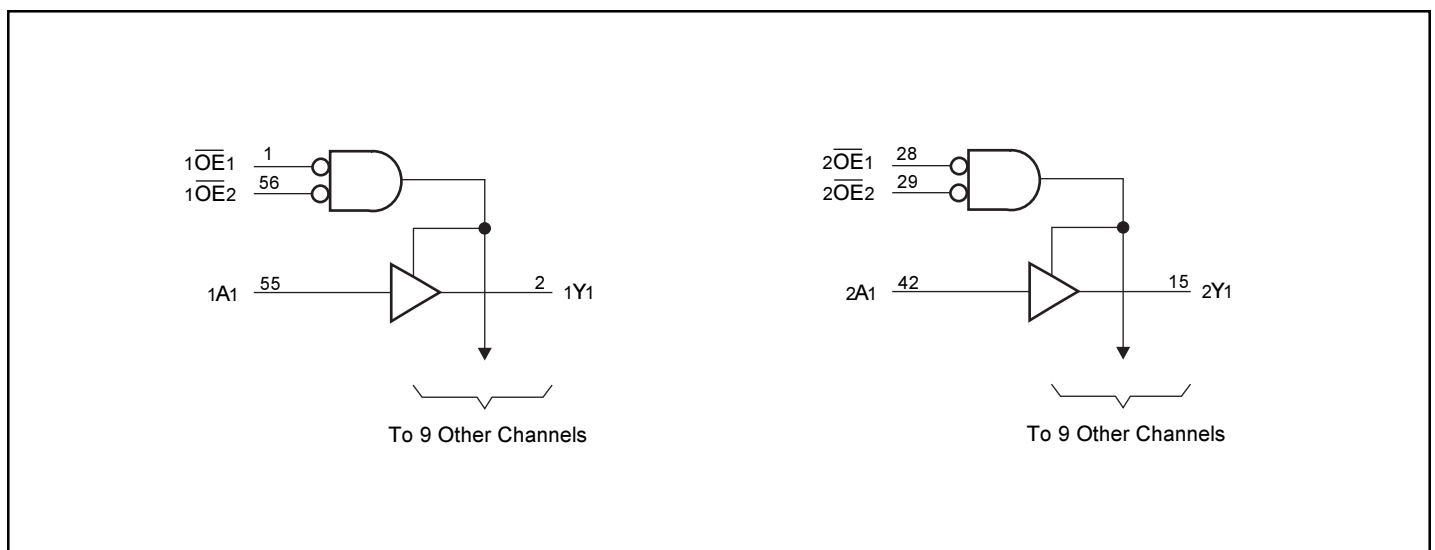 1OE1 1
1OE2 56
1A1 55 2 1Y1
To 9 Other Channels
2OE1 28
2OE2 29
2A1 42 15 2Y1
To 9 Other Channels